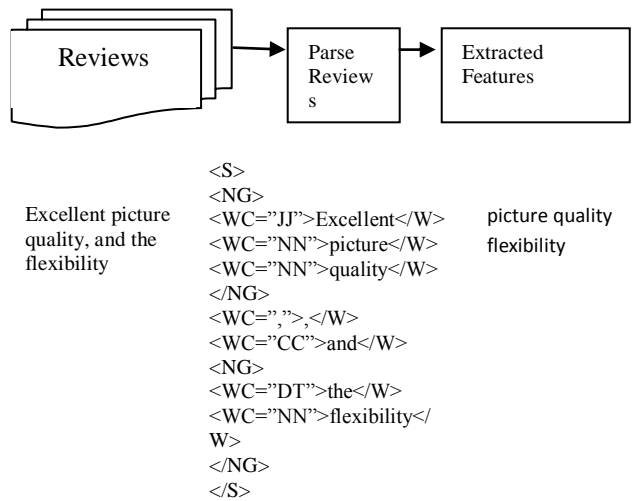 Reviews
Parse
Review
s
Extracted
Features
Excellent picture
quality, and the
flexibility
<S>
<NG>
<WC=”JJ”>Excellent</W>
<WC=”NN”>picture</W>
<WC=”NN”>quality</W>
</NG>
<WC=”,”>,</W>
<WC=”CC”>and</W>
<NG>
<WC=”DT”>the</W>
<WC=”NN”>flexibility</
W>
</NG>
</S>
picture quality
flexibility